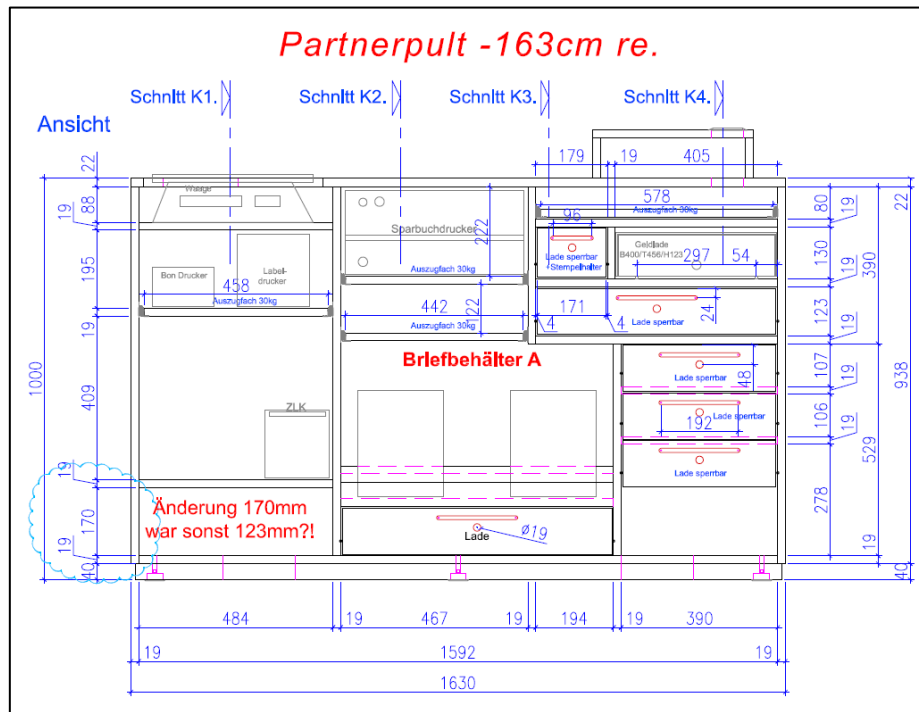 Partnerpult -163cm re.
Schnitt K1.
Schnitt K2.
Schnitt K3.
Schnitt K4.
Ansicht
179 19 405
22
88
19
195
19
409
19
170
19
40
1000
Waage
Bon Drucker
Label-
drucker
458
Auszugfach 30kg
ZLK
Änderung 170mm
war sonst 123mm?!
Sparbuchdrucker
222
Auszugfach 30kg
442
122
Auszugfach 30kg
Briefbehälter A
Lade
Ø19
578
Auszugfach 30kg
96
Lade sperrbar
+Stempelhalter
Geldlade
B400/T456/H123
297 54
171
4 4
24
Lade sperrbar
48
Lade sperrbar
Lade sperrbar
192
Lade sperrbar
80
19
130
19
123
19
107
19
106
19
278
390
529
19
22
938
40
484 19 467 19 194 19 390
19 1592 19
1630